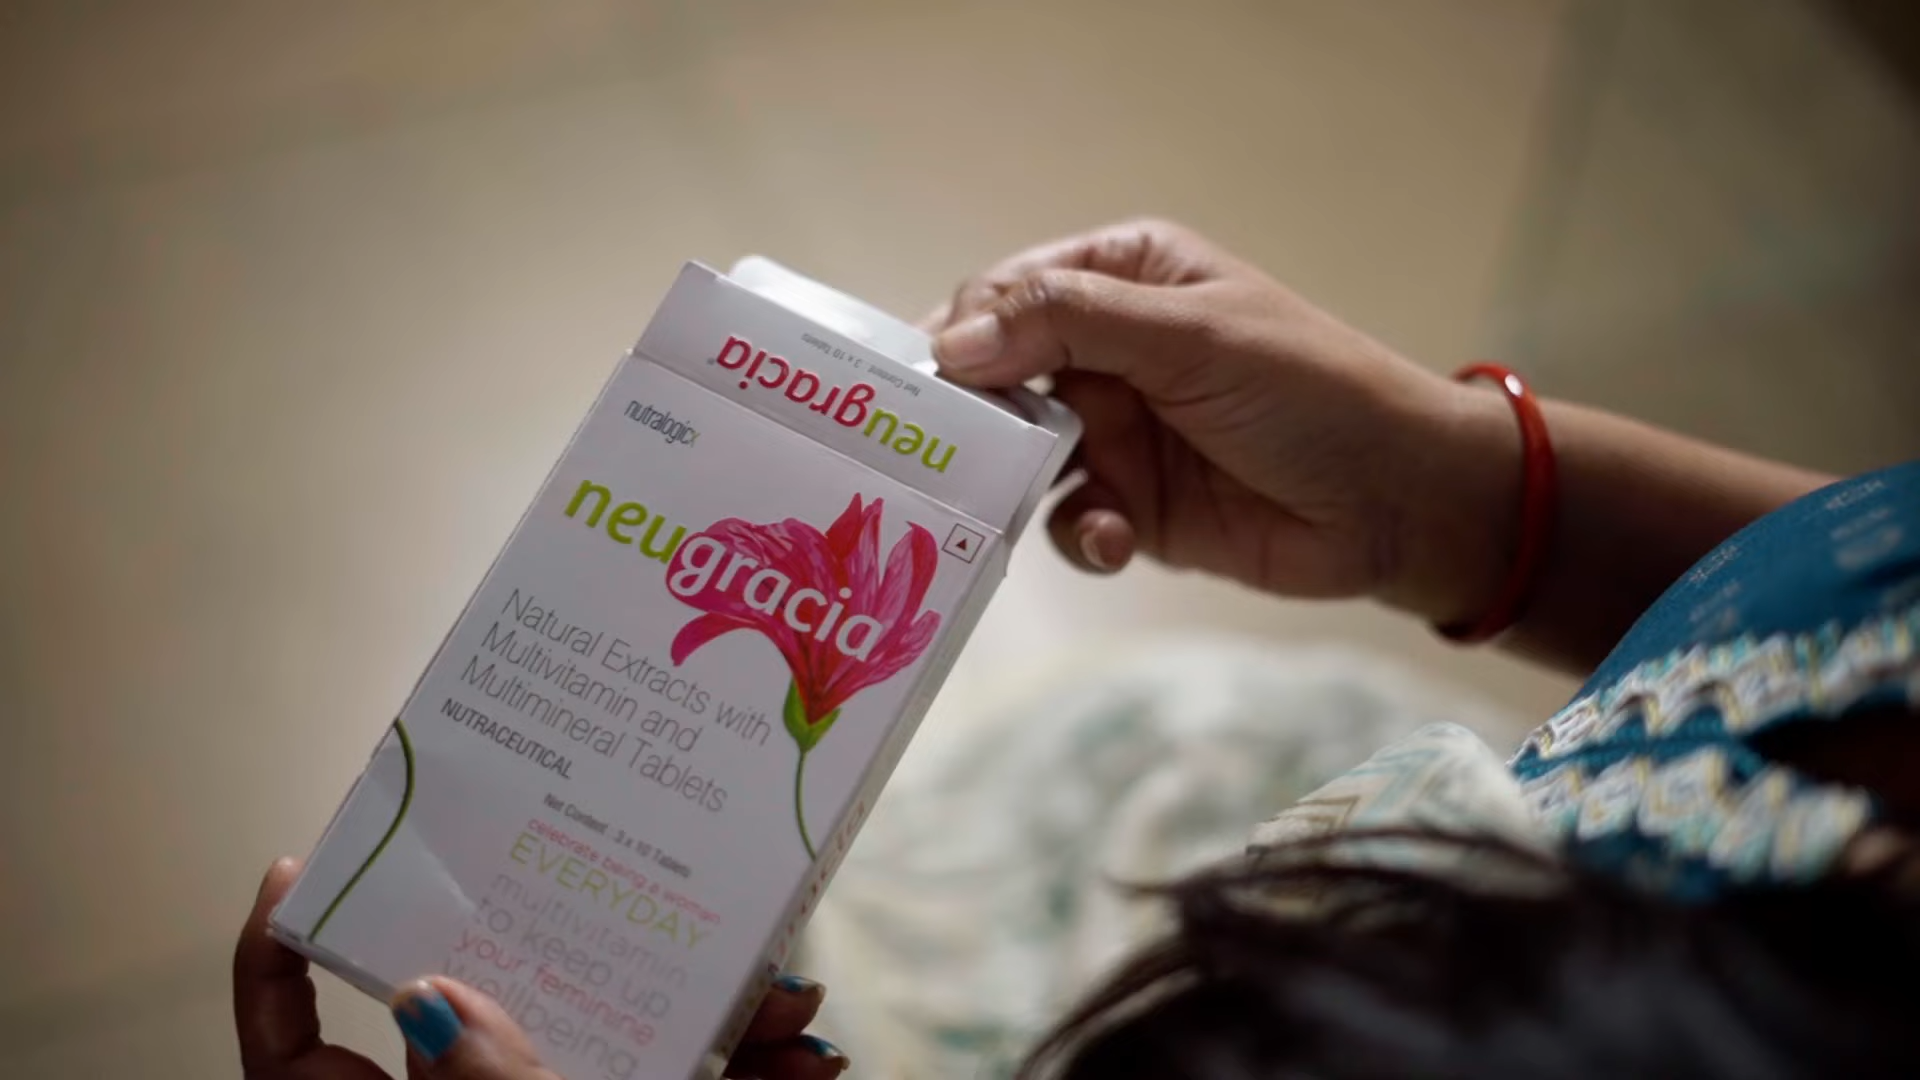 neugracia
Net Content : 3 x 10 Tablets
nutralogicx
neugracia
Natural Extracts with
Multivitamin and
Multimineral Tablets
NUTRACEUTICAL
Net Content : 3 x 10 Tablets
celebrate being a woman
EVERYDAY
multivitamin
to keep up
your feminine
wellbeing